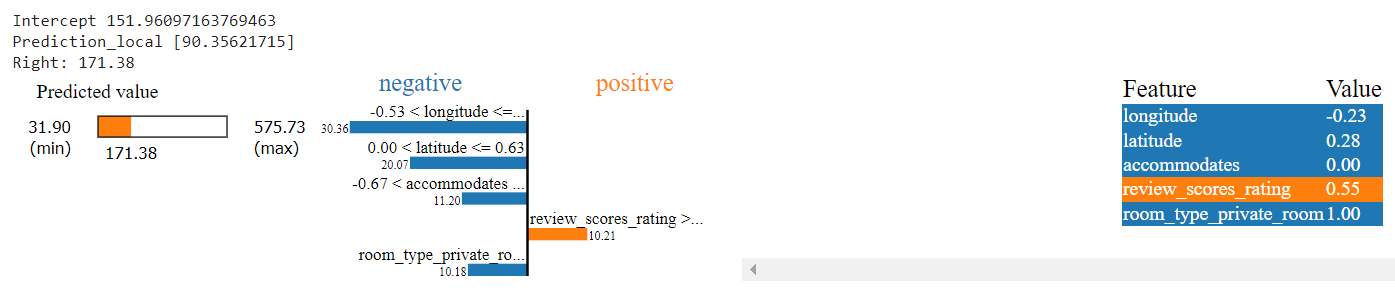 Intercept 151.96097163769463
Prediction_local [90.35621715]
Right: 171.38
Predicted value
31.90
(min)
171.38
575.73
(max)
negative
positive
-0.53 < longitude <=...
30.36
0.00 < latitude <= 0.63
20.07
-0.67 < accommodates ...
11.20
review_scores_rating >...
10.21
room_type_private_ro...
10.18
Feature Value
longitude -0.23
latitude 0.28
accommodates 0.00
review_scores_rating 0.55
room_type_private_room 1.00